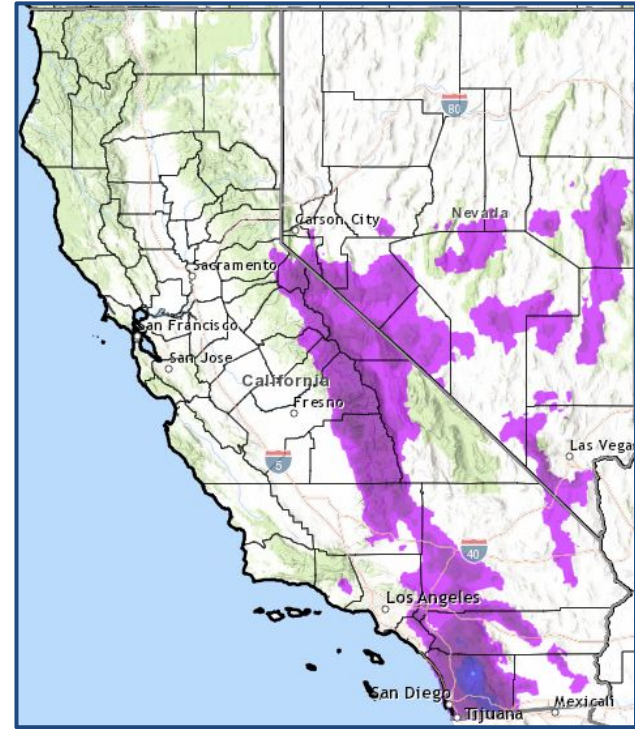 80
Carson City
Nevada
Sacramento
San Francisco
San Jose
California
Fresno
5
Las Vegas
40
Los Angeles
San Diego
Tijuana
Mexicali